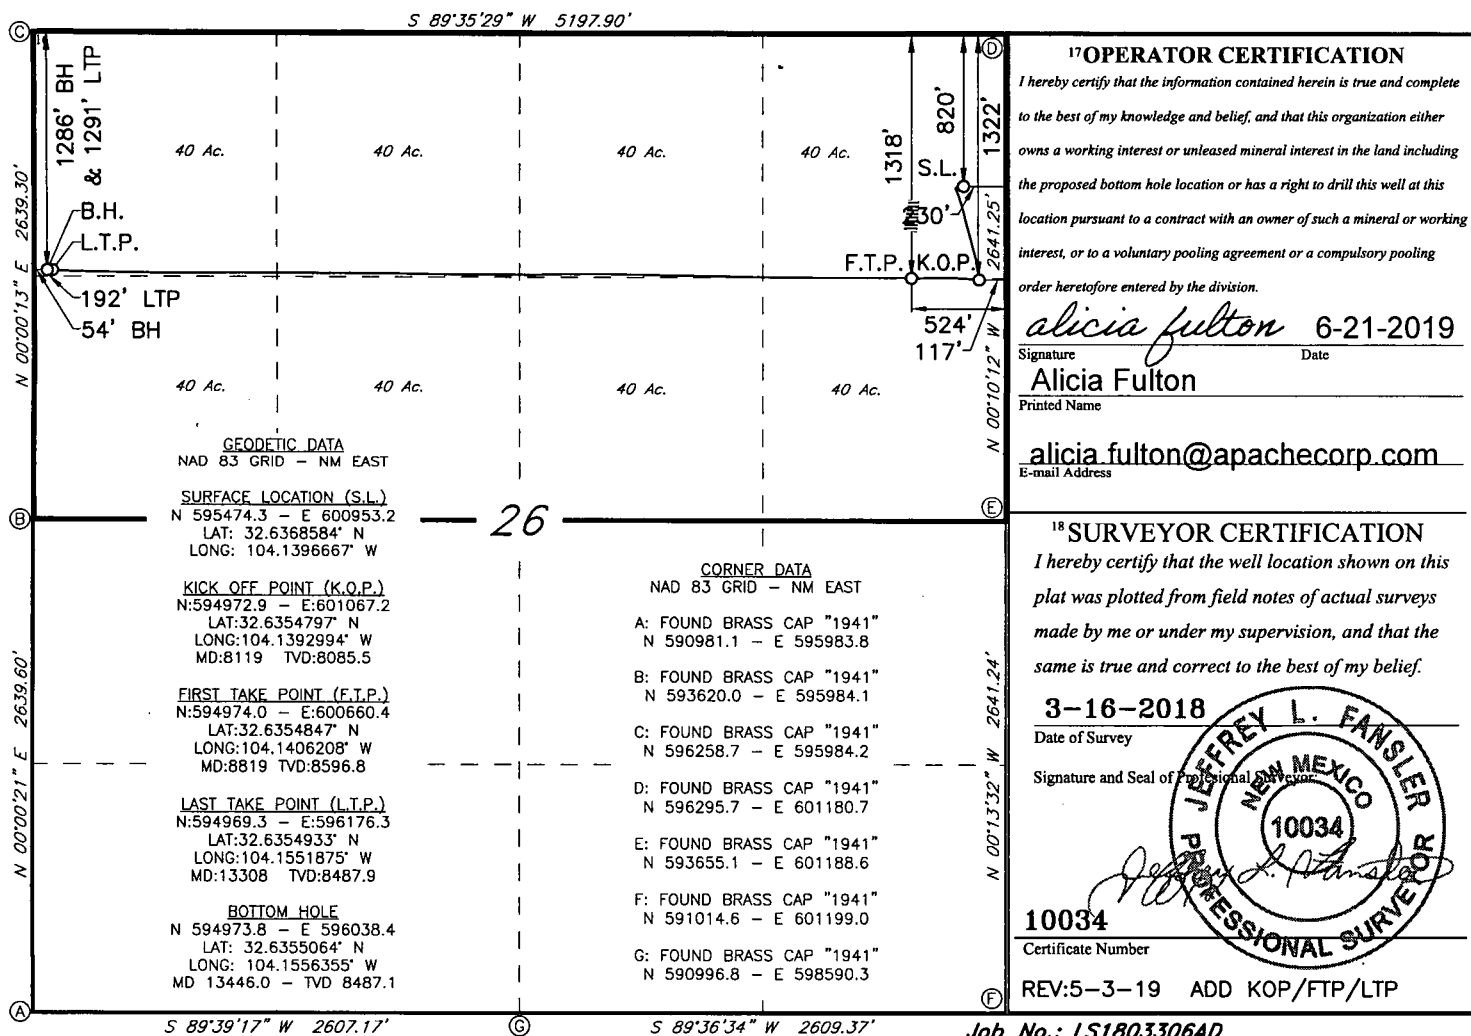 S 89°35'29" W 5197.90'
C
D
1286' BH
& 1291' LTP
40 Ac.
40 Ac.
40 Ac.
40 Ac.
1318'
820'
1322'
S.L.
230'
N 00°00'13" E 2639.30'
B.H.
L.T.P.
F.T.P.
K.O.P.
192' LTP
54' BH
524'
117'
N 00°10'12" W 2641.25'
40 Ac.
40 Ac.
40 Ac.
40 Ac.
GEODETIC DATA
NAD 83 GRID – NM EAST
SURFACE LOCATION (S.L.)
N 595474.3 – E 600953.2
LAT: 32.6368584° N
LONG: 104.1396667° W
KICK OFF POINT (K.O.P.)
N:594972.9 – E:601067.2
LAT:32.6354797° N
LONG:104.1392994° W
MD:8119 TVD:8085.5
FIRST TAKE POINT (F.T.P.)
N:594974.0 – E:600660.4
LAT:32.6354847° N
LONG:104.1406208° W
MD:8819 TVD:8596.8
LAST TAKE POINT (L.T.P.)
N:594969.3 – E:596176.3
LAT:32.6354933° N
LONG:104.1551875° W
MD:13308 TVD:8487.9
BOTTOM HOLE
N 594973.8 – E 596038.4
LAT: 32.6355064° N
LONG: 104.1556355° W
MD 13446.0 – TVD 8487.1
B
26
E
CORNER DATA
NAD 83 GRID – NM EAST
A: FOUND BRASS CAP "1941"
N 590981.1 – E 595983.8
B: FOUND BRASS CAP "1941"
N 593620.0 – E 595984.1
C: FOUND BRASS CAP "1941"
N 596258.7 – E 595984.2
D: FOUND BRASS CAP "1941"
N 596295.7 – E 601180.7
E: FOUND BRASS CAP "1941"
N 593655.1 – E 601188.6
F: FOUND BRASS CAP "1941"
N 591014.6 – E 601199.0
G: FOUND BRASS CAP "1941"
N 590996.8 – E 598590.3
N 00°00'21" E 2639.60'
N 00°13'32" W 2641.24'
A
F
S 89°39'17" W 2607.17'
G
S 89°36'34" W 2609.37'
17 OPERATOR CERTIFICATION
I hereby certify that the information contained herein is true and complete
to the best of my knowledge and belief, and that this organization either
owns a working interest or unleased mineral interest in the land including
the proposed bottom hole location or has a right to drill this well at this
location pursuant to a contract with an owner of such a mineral or working
interest, or to a voluntary pooling agreement or a compulsory pooling
order heretofore entered by the division.
alicia fulton 6-21-2019
Signature Date
Alicia Fulton
Printed Name
alicia.fulton@apachecorp.com
E-mail Address
18 SURVEYOR CERTIFICATION
I hereby certify that the well location shown on this
plat was plotted from field notes of actual surveys
made by me or under my supervision, and that the
same is true and correct to the best of my belief.
3–16–2018
Date of Survey
Signature and Seal of Professional Surveyor:
JEFFREY L. FANSLER
NEW MEXICO
10034
PROFESSIONAL SURVEYOR
Jeffrey L. Fansler
10034
Certificate Number
REV:5–3–19 ADD KOP/FTP/LTP
Job No.: LS1803306AD